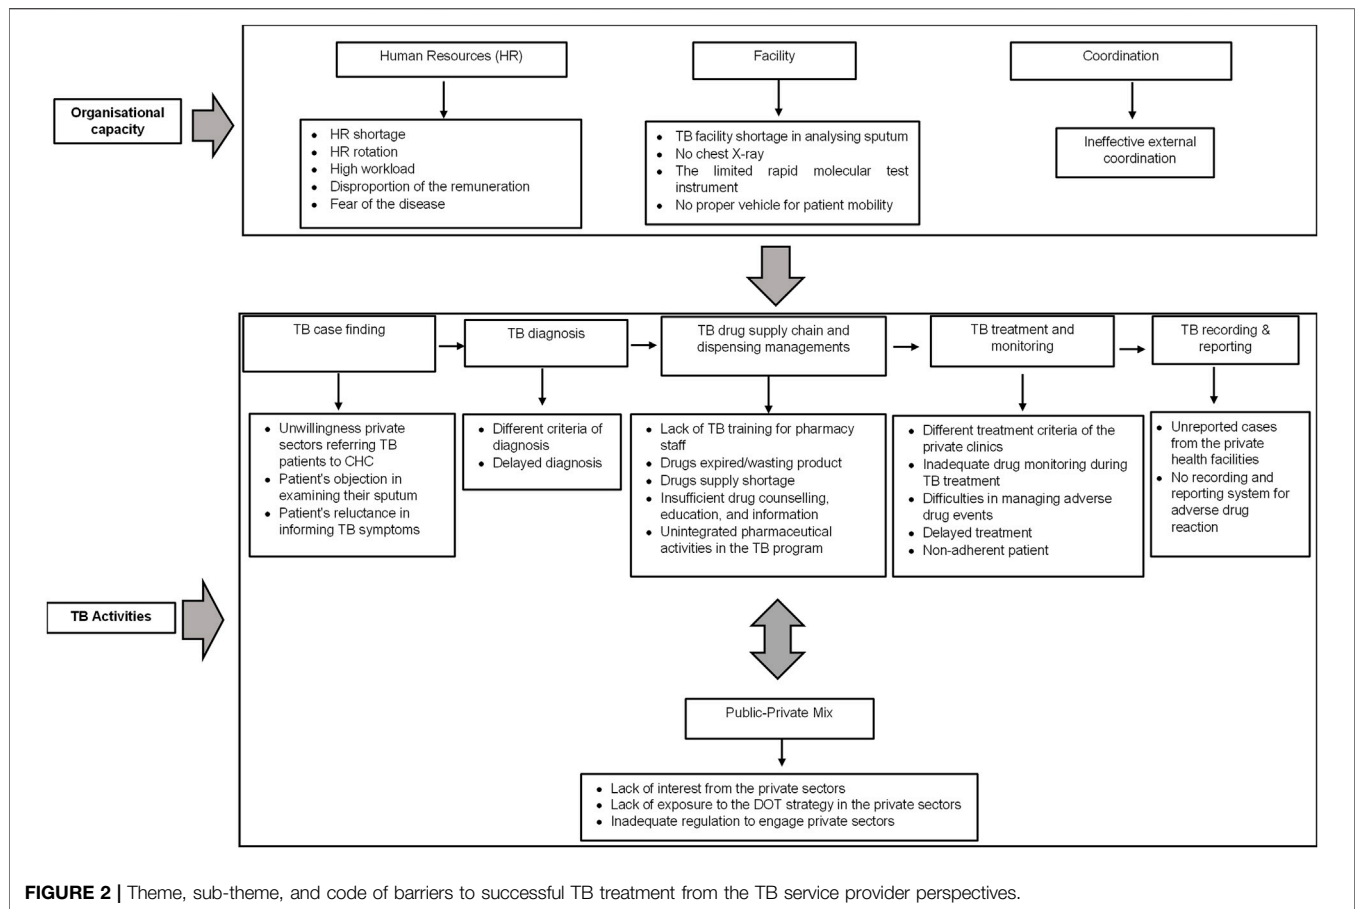 Human Resources (HR)
Facility
Coordination
Organisational
capacity
• HR shortage
• HR rotation
• High workload
• Disproportion of the remuneration
• Fear of the disease
• TB facility shortage in analysing sputum
• No chest X-ray
• The limited rapid molecular test
instrument
• No proper vehicle for patient mobility
Ineffective external
coordination
TB case finding
TB diagnosis
TB drug supply chain and
dispensing managements
TB treatment and
monitoring
TB recording &
reporting
• Unwillingness private
sectors referring TB
patients to CHC
• Patient's objection in
examining their sputum
• Patient's reluctance in
informing TB symptoms
• Different criteria of
diagnosis
• Delayed diagnosis
• Lack of TB training for pharmacy
staff
• Drugs expired/wasting product
• Drugs supply shortage
• Insufficient drug counselling,
education, and information
• Unintegrated pharmaceutical
activities in the TB program
• Different treatment criteria of the
private clinics
• Inadequate drug monitoring during
TB treatment
• Difficulties in managing adverse
drug events
• Delayed treatment
• Non-adherent patient
• Unreported cases
from the private
health facilities
• No recording and
reporting system for
adverse drug
reaction
TB Activities
Public-Private Mix
• Lack of interest from the private sectors
• Lack of exposure to the DOT strategy in the private sectors
• Inadequate regulation to engage private sectors
FIGURE 2 | Theme, sub-theme, and code of barriers to successful TB treatment from the TB service provider perspectives.